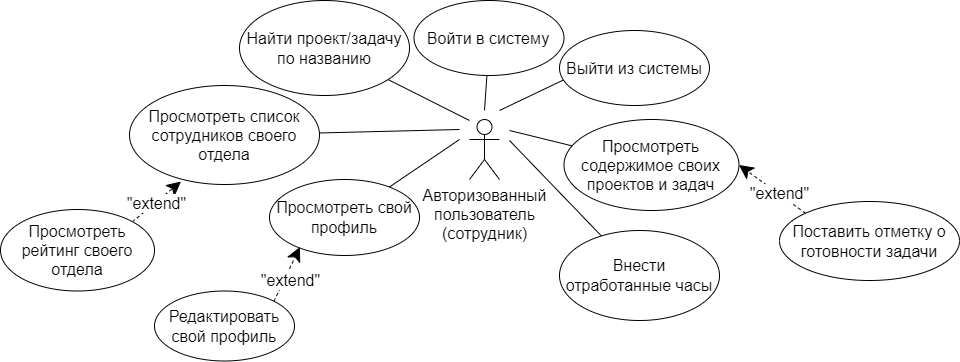 Найти проект/задачу
по названию
Войти в систему
Выйти из системы
Просмотреть список
сотрудников своего
отдела
Просмотреть
содержимое своих
проектов и задач
"extend"
"extend"
Авторизованный
пользователь
(сотрудник)
Просмотреть свой
профиль
Просмотреть
рейтинг своего
отдела
Поставить отметку о
готовности задачи
"extend"
Внести
отработанные часы
Редактировать
свой профиль